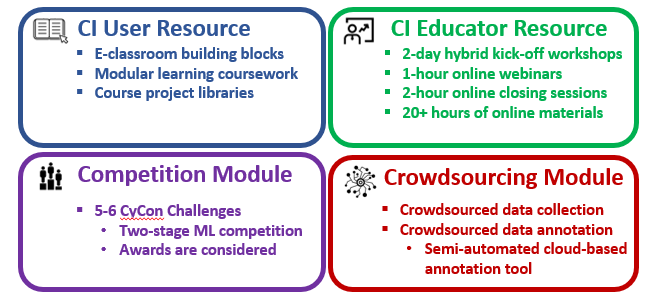 CI User Resource
▪ E-classroom building blocks
▪ Modular learning coursework
▪ Course project libraries
CI Educator Resource
▪ 2-day hybrid kick-off workshops
▪ 1-hour online webinars
▪ 2-hour online closing sessions
▪ 20+ hours of online materials
Competition Module
▪ 5-6 CyCon Challenges
• Two-stage ML competition
• Awards are considered
Crowdsourcing Module
▪ Crowdsourced data collection
▪ Crowdsourced data annotation
• Semi-automated cloud-based
annotation tool